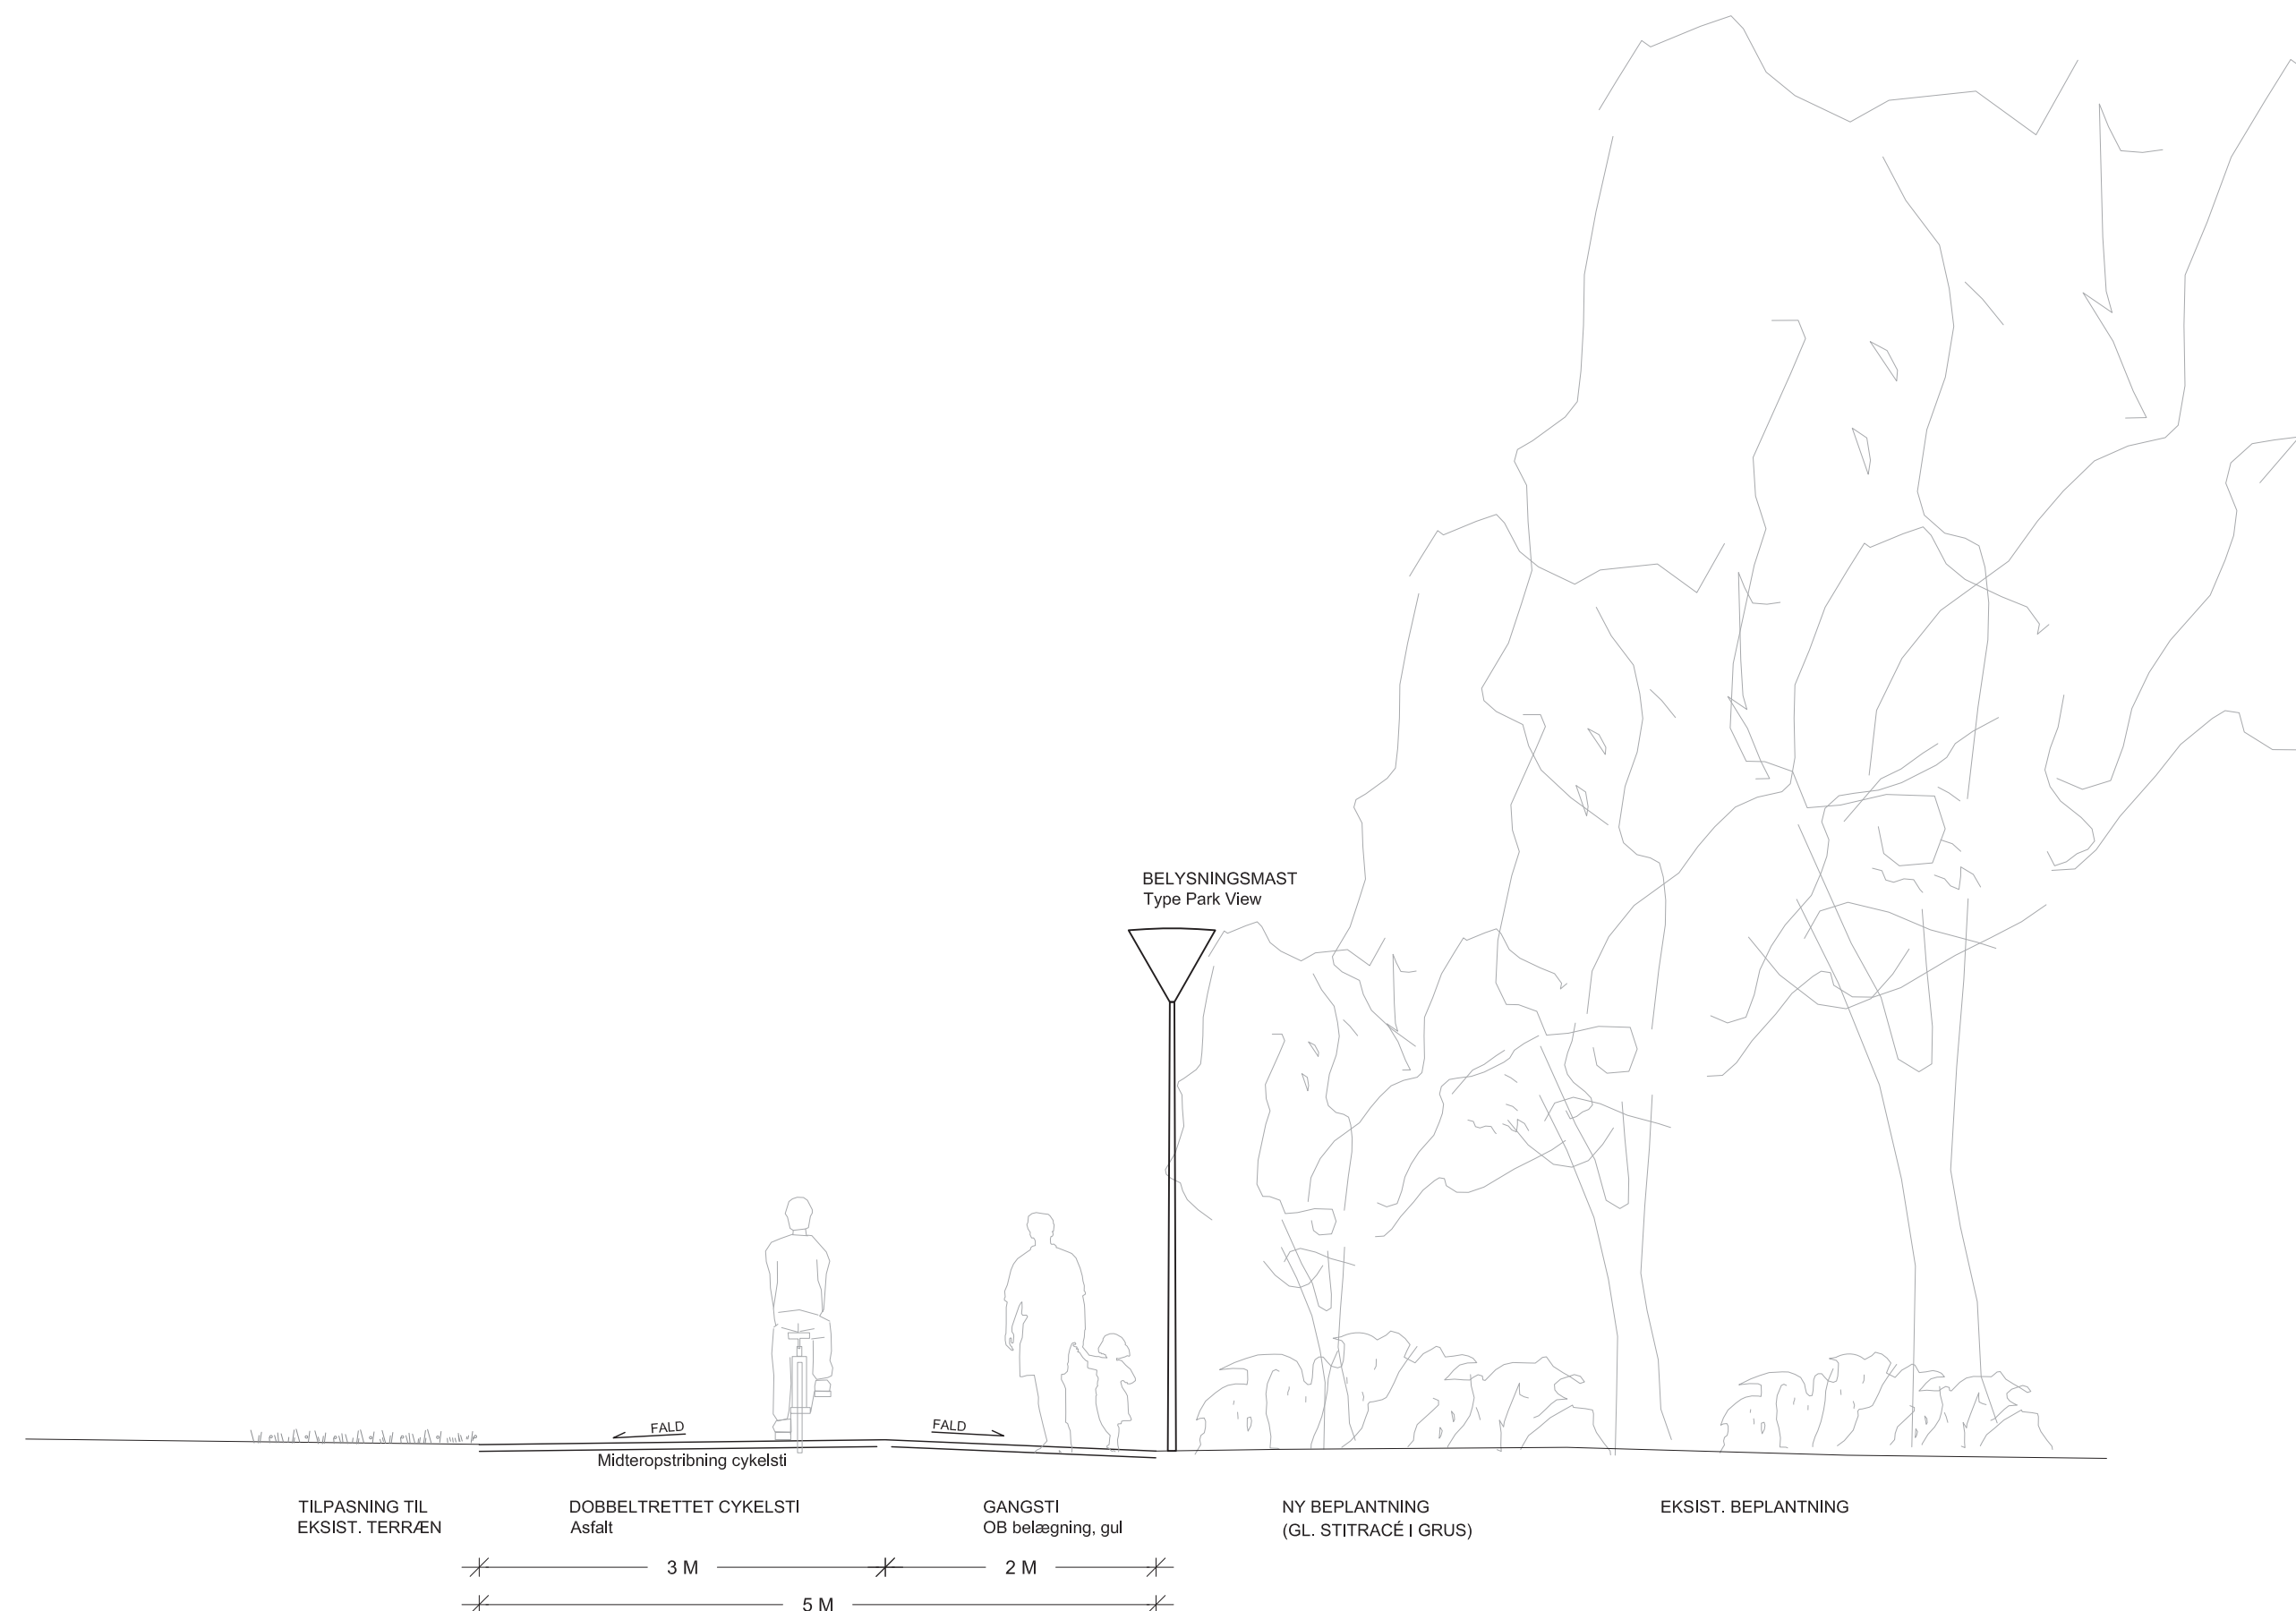 BELYSNINGSMAST
Type Park View
FALD
FALD
Midteropstribning cykelsti
TILPASNING TIL
EKSIST. TERRÆN
DOBBELTRETTET CYKELSTI
Asfalt
GANGSTI
OB belægning, gul
NY BEPLANTNING
(GL. STITRACÉ I GRUS)
EKSIST. BEPLANTNING
3 M
2 M
5 M